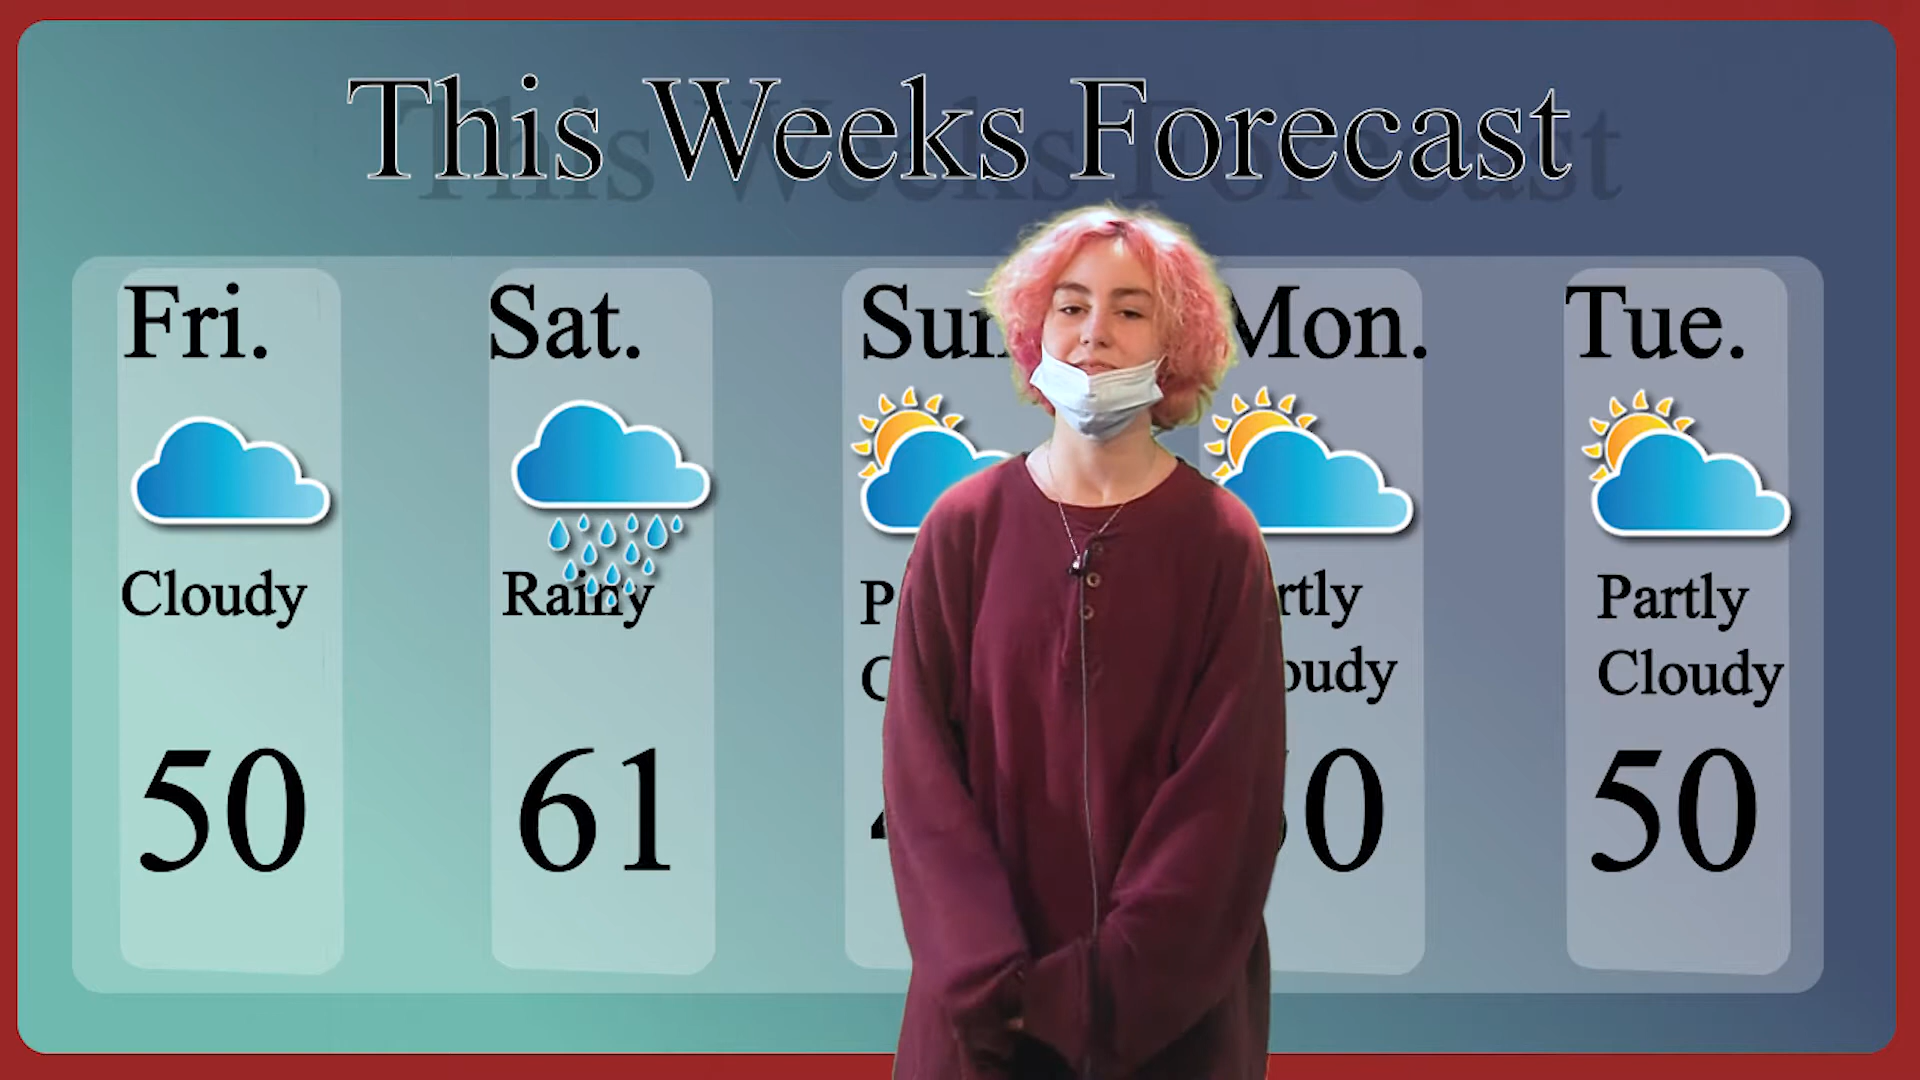 This Weeks Forecast
Fri.
Sat.
Mon.
Tue.
Cloudy
Rainy
Partly
Cloudy
50
61
50